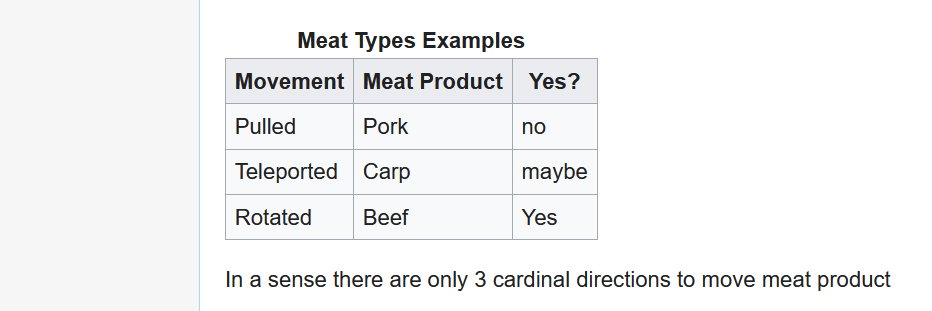 Meat Types Examples
Movement Meat Product Yes?
Pulled Pork no
Teleported Carp maybe
Rotated Beef Yes
In a sense there are only 3 cardinal directions to move meat product